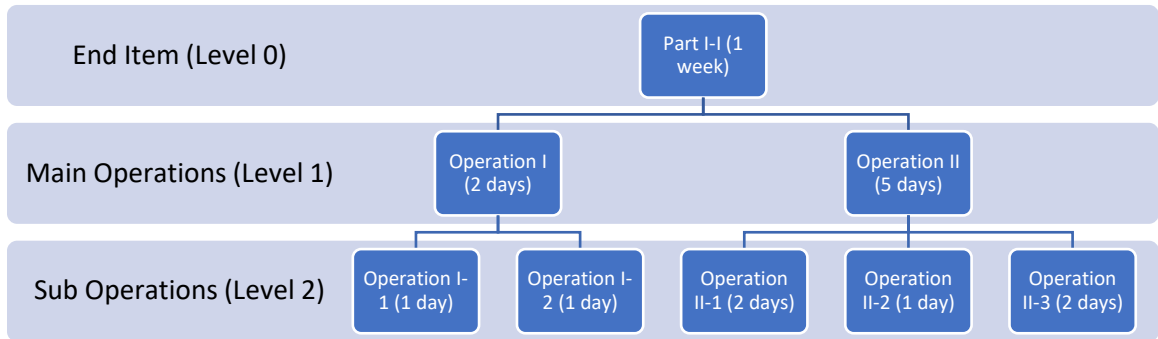 End Item (Level 0)
Part I-I (1
week)
Main Operations (Level 1)
Operation I
(2 days)
Operation II
(5 days)
Sub Operations (Level 2)
Operation I-
1 (1 day)
Operation I-
2 (1 day)
Operation
II-1 (2 days)
Operation
II-2 (1 day)
Operation
II-3 (2 days)